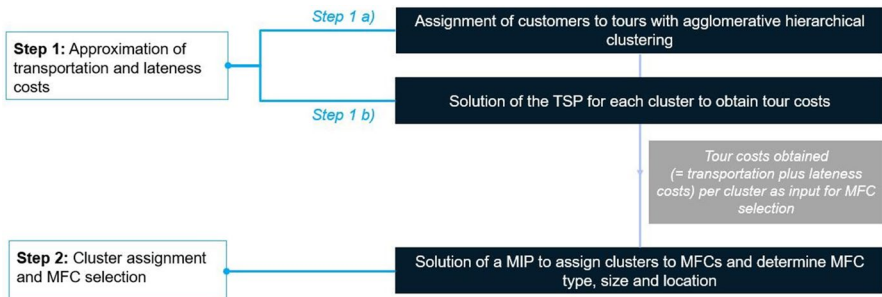 Step 1 a)
Assignment of customers to tours with agglomerative hierarchical
clustering
Step 1: Approximation of
transportation and lateness
costs
Step 1 b)
Solution of the TSP for each cluster to obtain tour costs
Tour costs obtained
(= transportation plus lateness
costs) per cluster as input for MFC
selection
Step 2: Cluster assignment
and MFC selection
Solution of a MIP to assign clusters to MFCs and determine MFC
type, size and location